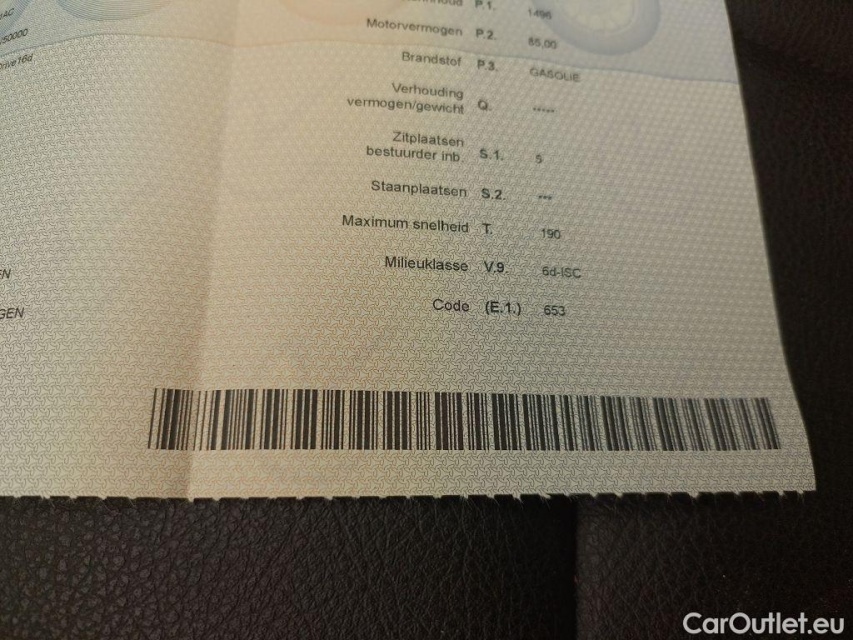 P.1. 1496
Motorvermogen P.2. 85,00
Brandstof P.3. GASOLIE
Verhouding
vermogen/gewicht Q. -----
Zitplaatsen
bestuurder inb. S.1. 5
Staanplaatsen S.2. ---
Maximum snelheid T. 190
Milieuklasse V.9. 6d-ISC
Code (E.1.) 653
CarOutlet.eu